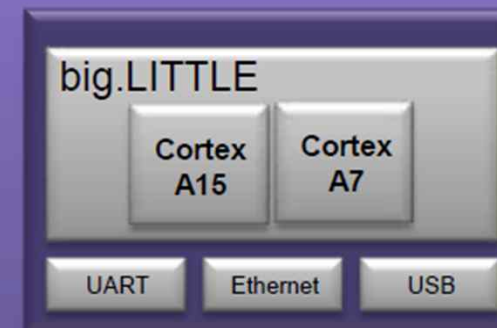 big.LITTLE
Cortex
A15
Cortex
A7
UART
Ethernet
USB